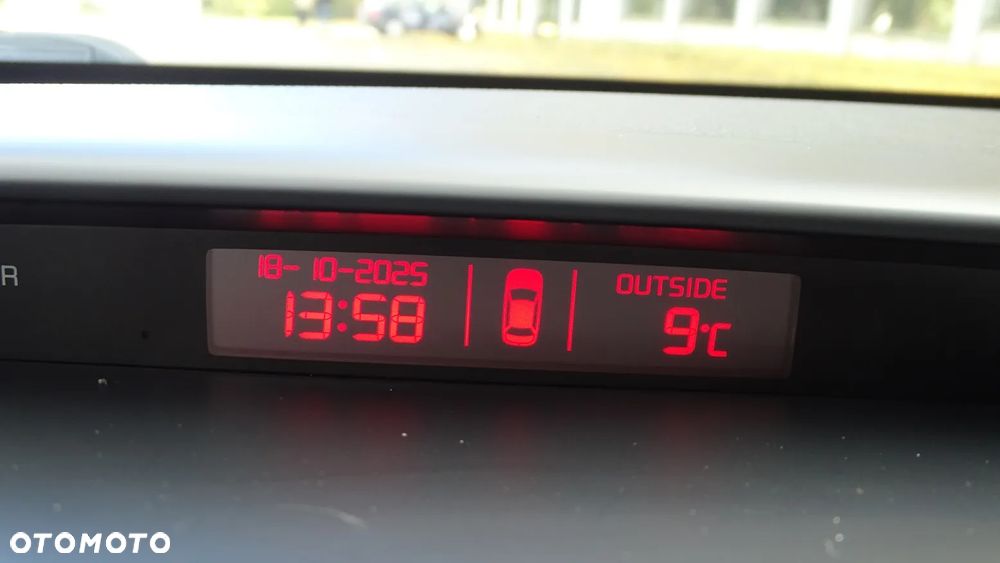 R
18-10-2025
13:58
OUTSIDE
9°C
OTOMOTO